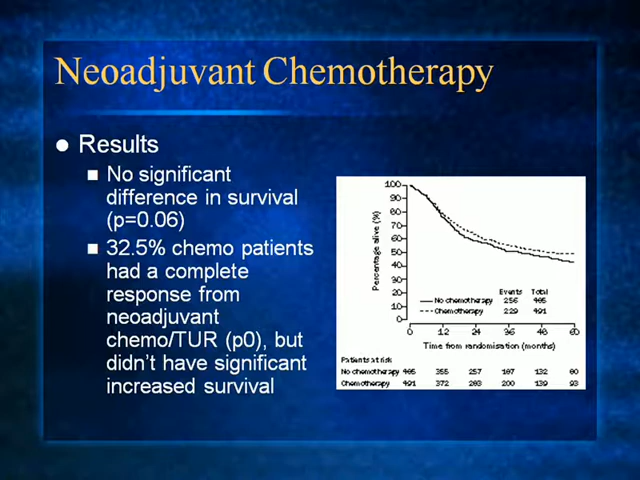 Neoadjuvant Chemotherapy
Results
No significant
difference in survival
(p=0.06)
32.5% chemo patients
had a complete
response from
neoadjuvant
chemo/TUR (p0), but
didn't have significant
increased survival
100
90
80
70
60
50
40
30
20
10
0
Percentage alive (%)
Events Total
No chemotherapy 256 485
Chemotherapy 229 491
0 12 24 36 48 60
Time from randomisation (months)
Patients at risk
No chemotherapy 485 355 257 187 132 80
Chemotherapy 491 372 283 200 139 93